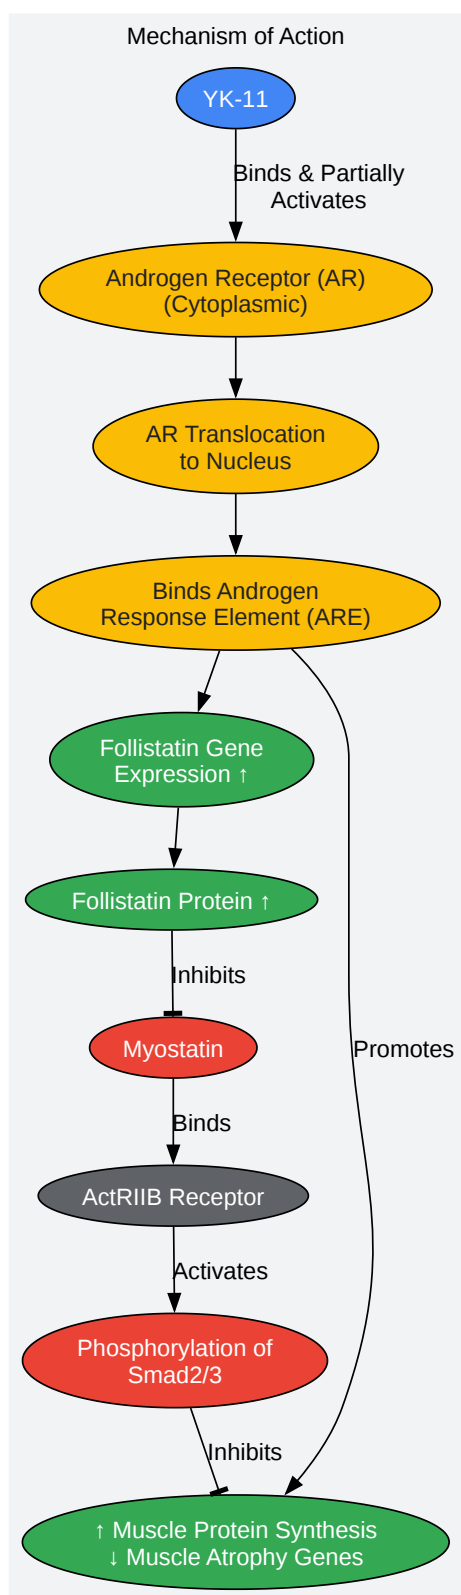 Mechanism of Action
YK-11
Binds & Partially
Activates
Androgen Receptor (AR)
(Cytoplasmic)
AR Translocation
to Nucleus
Binds Androgen
Response Element (ARE)
Follistatin Gene
Expression ↑
Follistatin Protein ↑
Inhibits
Myostatin
Promotes
Binds
ActRIIB Receptor
Activates
Phosphorylation of
Smad2/3
Inhibits
↑ Muscle Protein Synthesis
↓ Muscle Atrophy Genes